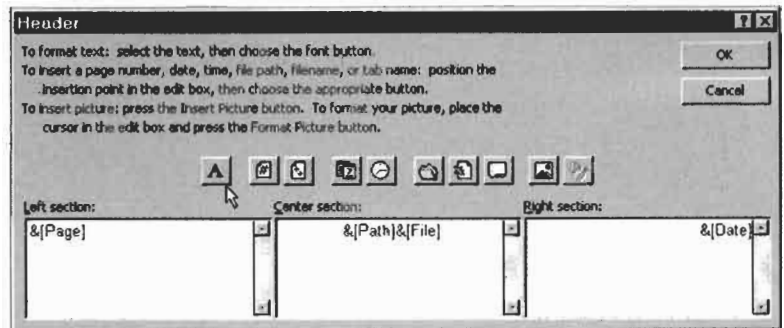 Header
To format text: select the text, then choose the font button.
To insert a page number, date, time, file path, filename, or tab name: position the
insertion point in the edit box, then choose the appropriate button.
To insert picture: press the Insert Picture button. To format your picture, place the
cursor in the edit box and press the Format Picture button.
OK
Cancel
A
Left section:
Center section:
Right section:
&[Page]
&[Path]&[File]
&[Date]